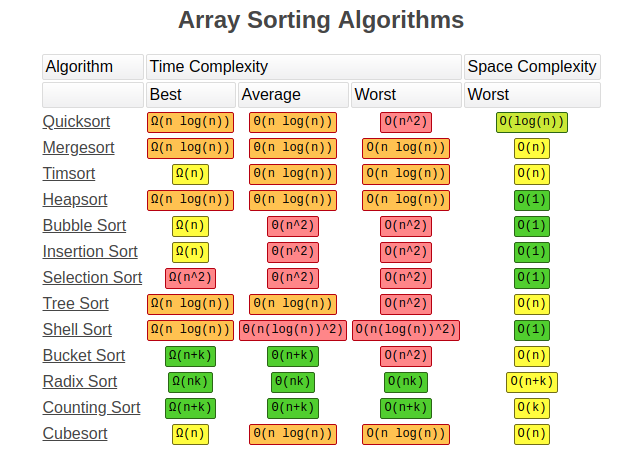 Array Sorting Algorithms
Algorithm Time Complexity Space Complexity
Best Average Worst Worst
Quicksort Ω(n log(n)) Θ(n log(n)) O(n^2) O(log(n))
Mergesort Ω(n log(n)) Θ(n log(n)) O(n log(n)) O(n)
Timsort Ω(n) Θ(n log(n)) O(n log(n)) O(n)
Heapsort Ω(n log(n)) Θ(n log(n)) O(n log(n)) O(1)
Bubble Sort Ω(n) Θ(n^2) O(n^2) O(1)
Insertion Sort Ω(n) Θ(n^2) O(n^2) O(1)
Selection Sort Ω(n^2) Θ(n^2) O(n^2) O(1)
Tree Sort Ω(n log(n)) Θ(n log(n)) O(n^2) O(n)
Shell Sort Ω(n log(n)) Θ(n(log(n))^2) O(n(log(n))^2) O(1)
Bucket Sort Ω(n+k) Θ(n+k) O(n^2) O(n)
Radix Sort Ω(nk) Θ(nk) O(nk) O(n+k)
Counting Sort Ω(n+k) Θ(n+k) O(n+k) O(k)
Cubesort Ω(n) Θ(n log(n)) O(n log(n)) O(n)